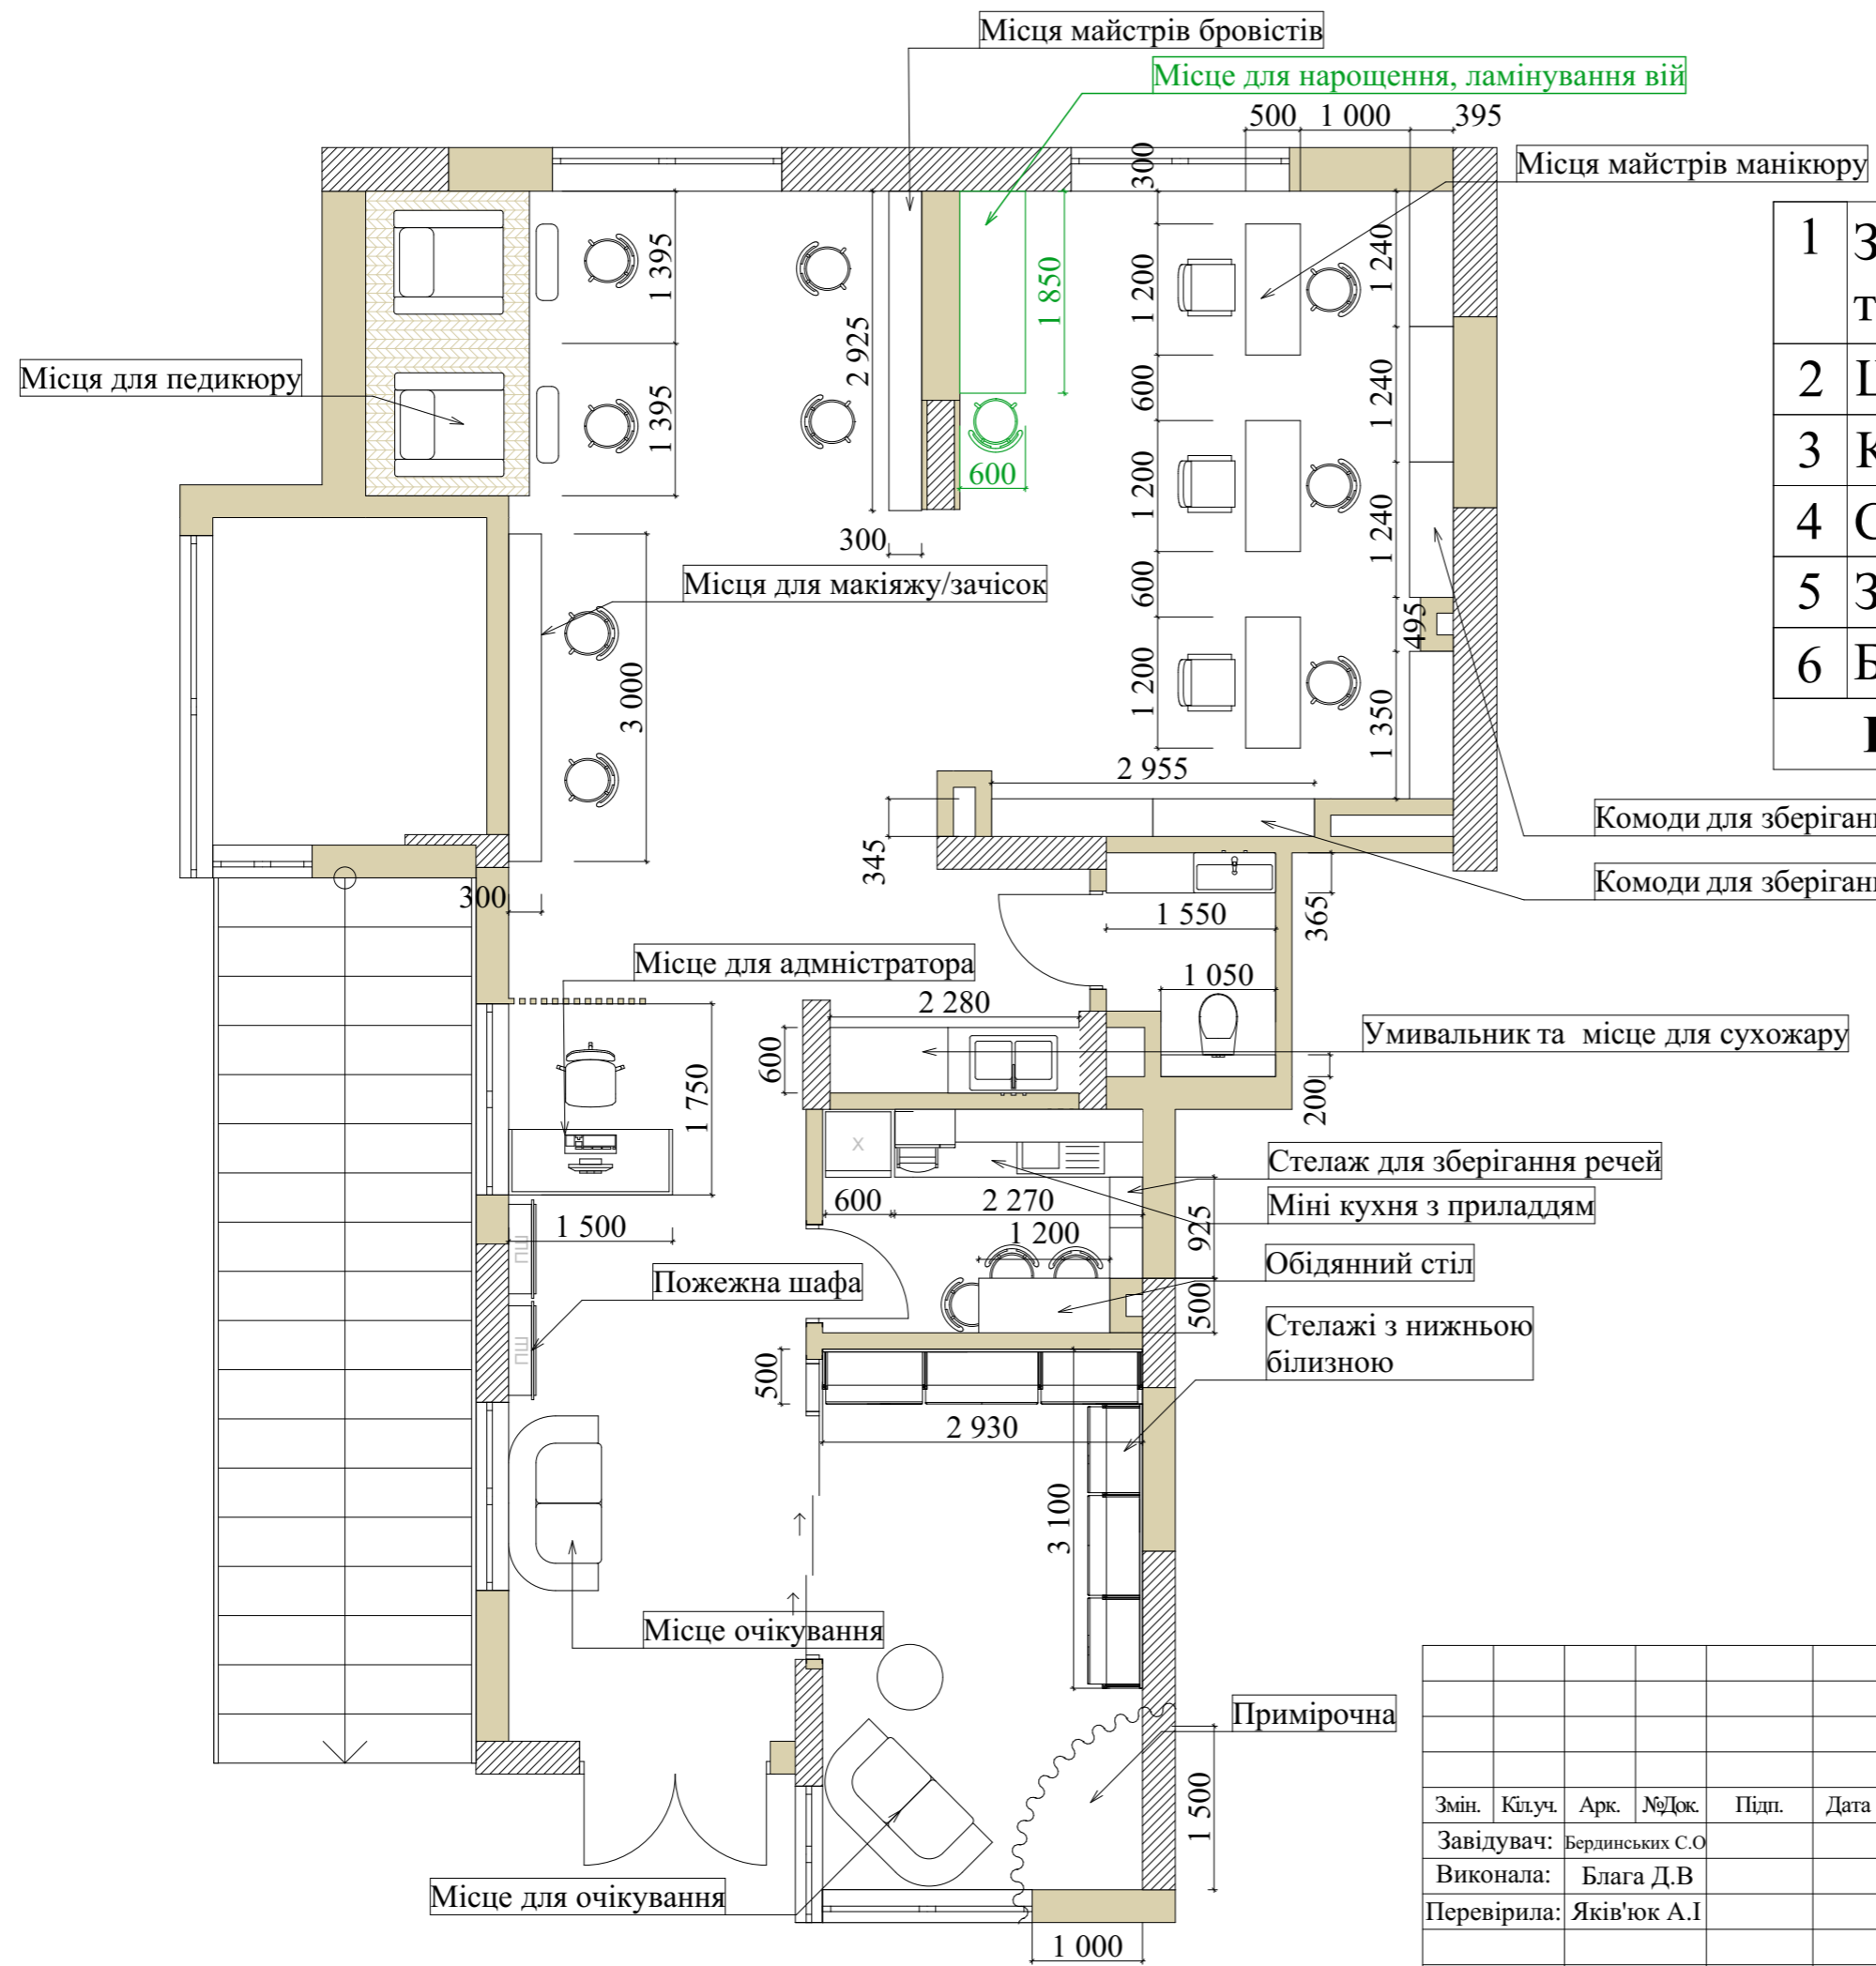 Місця майстрів бровістів
Місце для нарощення, ламінування вій
500 1 000 395
300
Місця майстрів манікюру
1 З
т
2
3 К
4 С
5 З
6 Б
Місця для педикюру
1 395
1 395
2 925
1 850
600
300
1 200
600
1 200
600
1 200
1 240
1 240
1 240
495
1 350
Місця для макіяжу/зачісок
3 000
2 955
345
300
Комоди для зберіган
Комоди для зберіган
1 550
365
1 050
200
Місце для адмністратора
2 280
600
Умивальник та місце для сухожару
1 750
1 500
Стелаж для зберігання речей
Міні кухня з приладдям
600
2 270
1 200
925
500
Обідянний стіл
Пожежна шафа
Стелажі з нижньою
білизною
500
2 930
3 100
Місце очікування
Примірочна
1 500
Місце для очікування
1 000
Змін. Кіл.уч. Арк. №Док. Підп. Дата
Завідувач: Бердинських С.О
Виконала: Блага Д.В
Перевірила: Яків'юк А.І